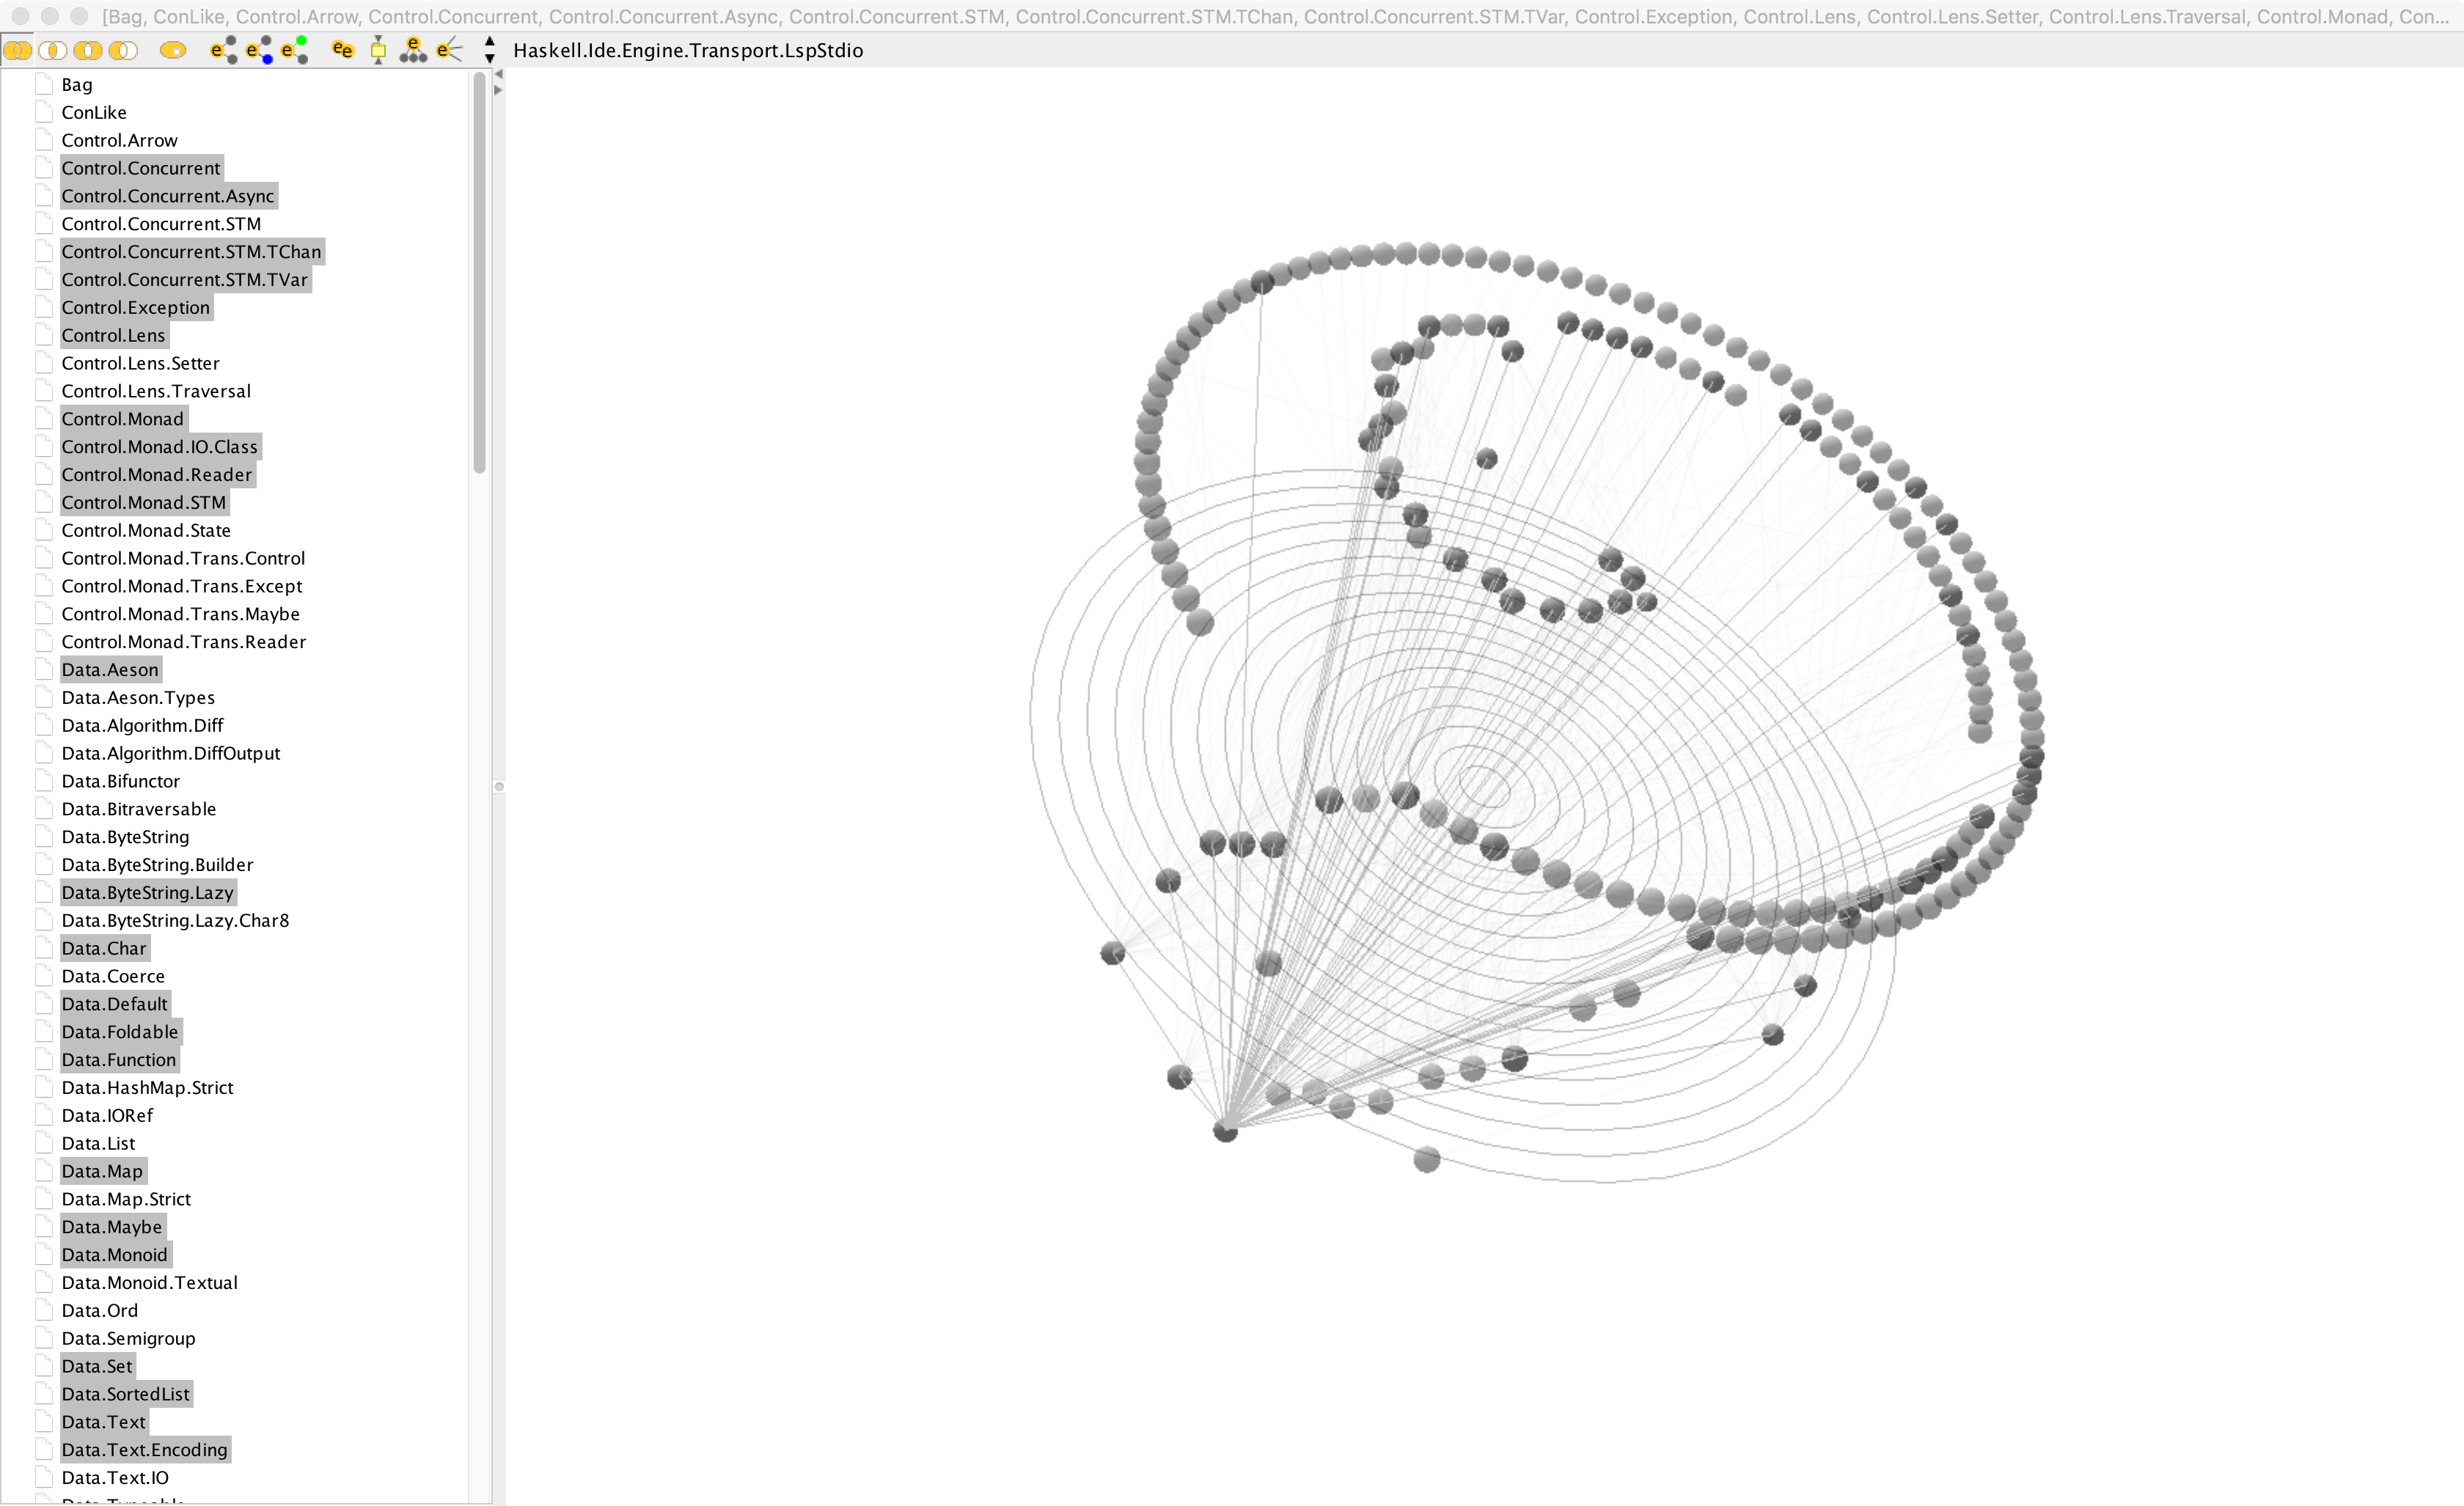 [Bag, ConLike, Control.Arrow, Control.Concurrent, Control.Concurrent.Async, Control.Concurrent.STM, Control.Concurrent.STM.TChan, Control.Concurrent.STM.TVar, Control.Exception, Control.Lens, Control.Lens.Setter, Control.Lens.Traversal, Control.Monad, Con...
e e e ee e e Haskell.Ide.Engine.Transport.LspStdio
Bag
ConLike
Control.Arrow
Control.Concurrent
Control.Concurrent.Async
Control.Concurrent.STM
Control.Concurrent.STM.TChan
Control.Concurrent.STM.TVar
Control.Exception
Control.Lens
Control.Lens.Setter
Control.Lens.Traversal
Control.Monad
Control.Monad.IO.Class
Control.Monad.Reader
Control.Monad.STM
Control.Monad.State
Control.Monad.Trans.Control
Control.Monad.Trans.Except
Control.Monad.Trans.Maybe
Control.Monad.Trans.Reader
Data.Aeson
Data.Aeson.Types
Data.Algorithm.Diff
Data.Algorithm.DiffOutput
Data.Bifunctor
Data.Bitraversable
Data.ByteString
Data.ByteString.Builder
Data.ByteString.Lazy
Data.ByteString.Lazy.Char8
Data.Char
Data.Coerce
Data.Default
Data.Foldable
Data.Function
Data.HashMap.Strict
Data.IORef
Data.List
Data.Map
Data.Map.Strict
Data.Maybe
Data.Monoid
Data.Monoid.Textual
Data.Ord
Data.Semigroup
Data.Set
Data.SortedList
Data.Text
Data.Text.Encoding
Data.Text.IO